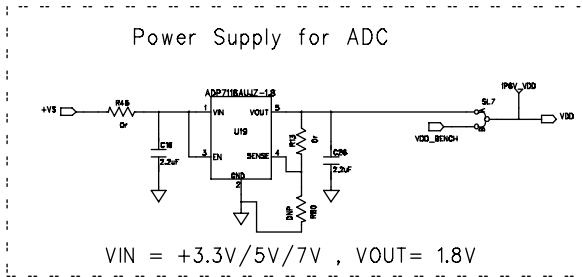 Power Supply for ADC
ADP7118AUJZ-1.8
1P8V_VDD
+VS
R46
0r
1
VIN
VOUT
5
SL7
VDD
U19
R13
0r
VDD_BENCH
C18
2.2uF
3
EN
SENSE
4
C26
2.2uF
GND
2
DNP
R80
VIN = +3.3V/5V/7V , VOUT= 1.8V